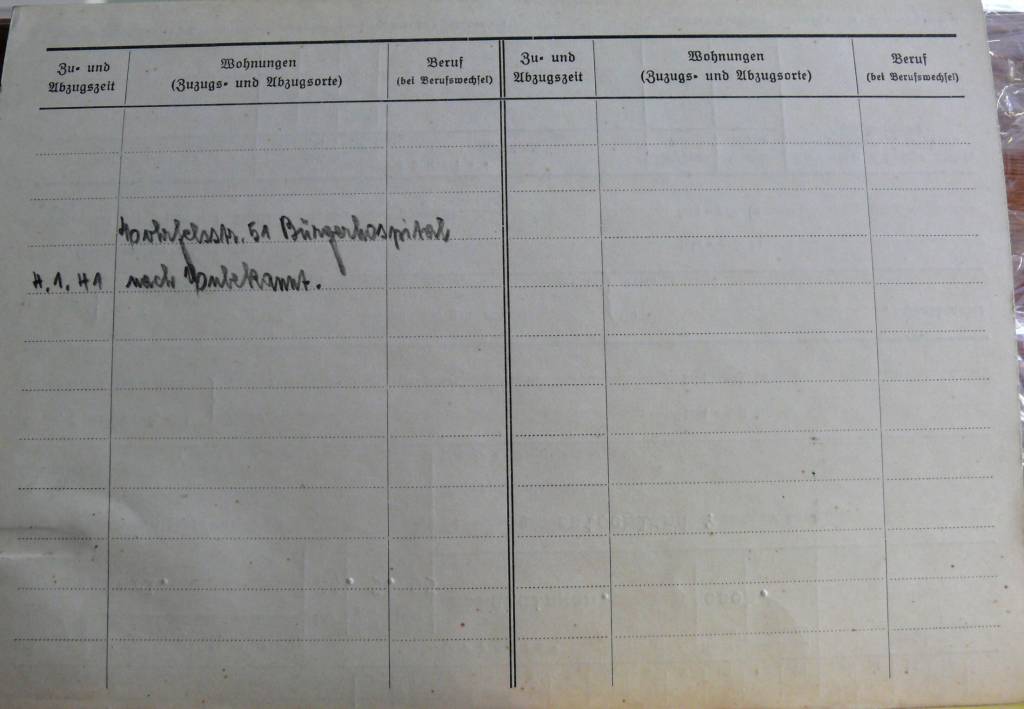 Zu- und Abzugszeit
Wohnungen (Zuzugs- und Abzugsorte)
Beruf (bei Berufswechsel)
Zu- und Abzugszeit
Wohnungen (Zuzugs- und Abzugsorte)
Beruf (bei Berufswechsel)
51 Bürgerhospital
4.1.41 nach Unbekannt.